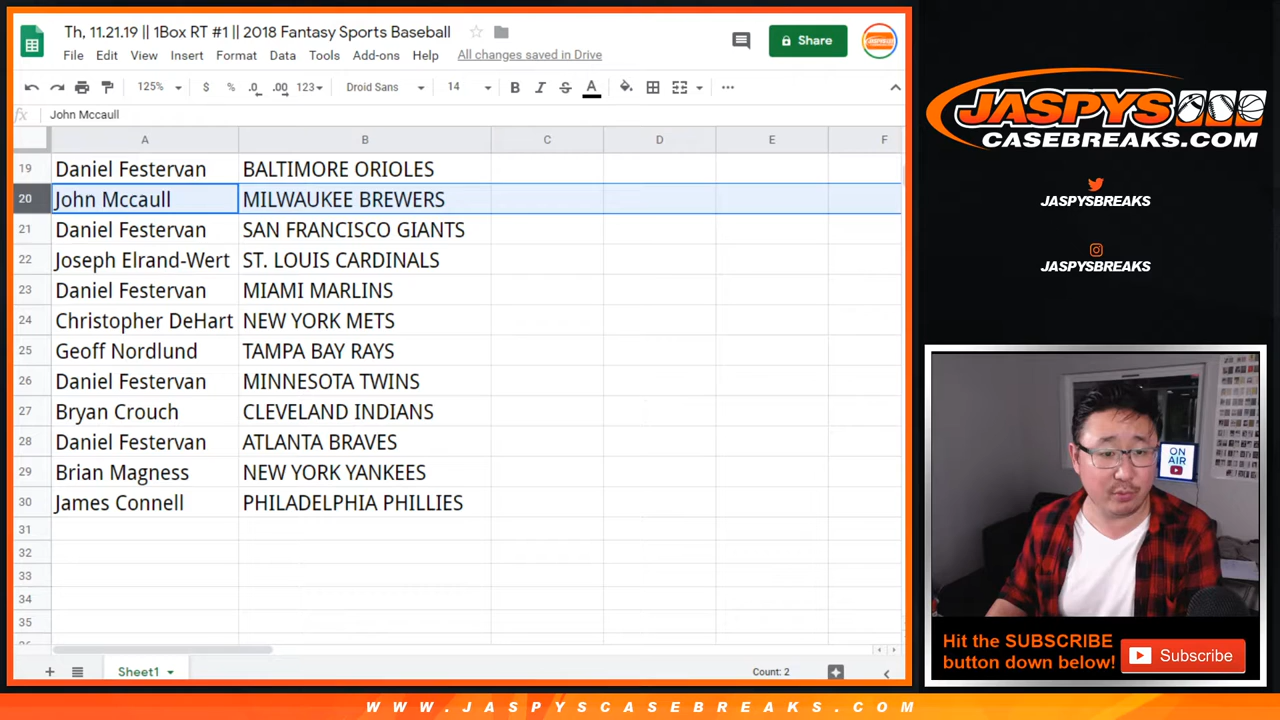 Th, 11.21.19 || 1Box RT #1 || 2018 Fantasy Sports Baseball
File Edit View Insert Format Data Tools Add-ons Help All changes saved in Drive
Share
125% $ % .0 .00 123 Droid Sans 14 B I S A
fx John Mccaull
A B C D E F
19 Daniel Festervan BALTIMORE ORIOLES
20 John Mccaull MILWAUKEE BREWERS
21 Daniel Festervan SAN FRANCISCO GIANTS
22 Joseph Elrand-Wert ST. LOUIS CARDINALS
23 Daniel Festervan MIAMI MARLINS
24 Christopher DeHart NEW YORK METS
25 Geoff Nordlund TAMPA BAY RAYS
26 Daniel Festervan MINNESOTA TWINS
27 Bryan Crouch CLEVELAND INDIANS
28 Daniel Festervan ATLANTA BRAVES
29 Brian Magness NEW YORK YANKEES
30 James Connell PHILADELPHIA PHILLIES
31
32
33
34
35
Sheet1 Count: 2
JASPYS
CASEBREAKS.COM
JASPYSBREAKS
JASPYSBREAKS
ON
AIR
Hit the SUBSCRIBE
button down below!
Subscribe
WWW.JASPYSCASEBREAKS.COM